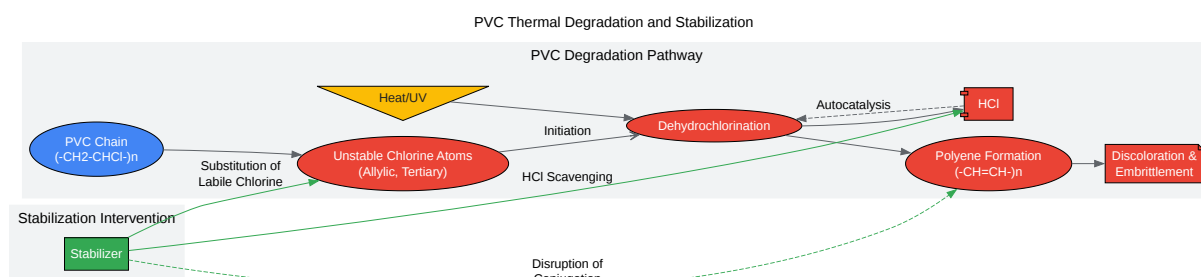 PVC Thermal Degradation and Stabilization
PVC Degradation Pathway
Heat/UV
HCl
Autocatalysis
Dehydrochlorination
Initiation
PVC Chain
(-CH2-CHCl-)n
Unstable Chlorine Atoms
(Allylic, Tertiary)
Polyene Formation
(-CH=CH-)n
Discoloration &
Embrittlement
Substitution of
Labile Chlorine
HCl Scavenging
Stabilization Intervention
Stabilizer
Disruption of
Conjugation